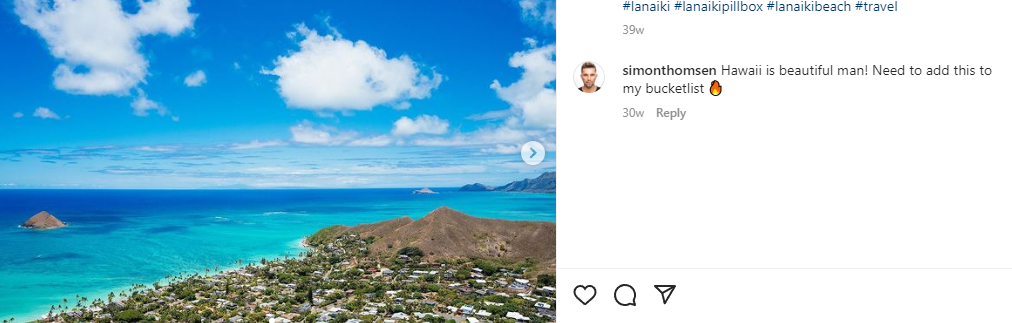 #lanaiki #lanaikipillbox #lanaikibeach #travel
39w
simonthomsen Hawaii is beautiful man! Need to add this to
my bucketlist 🔥
30w Reply